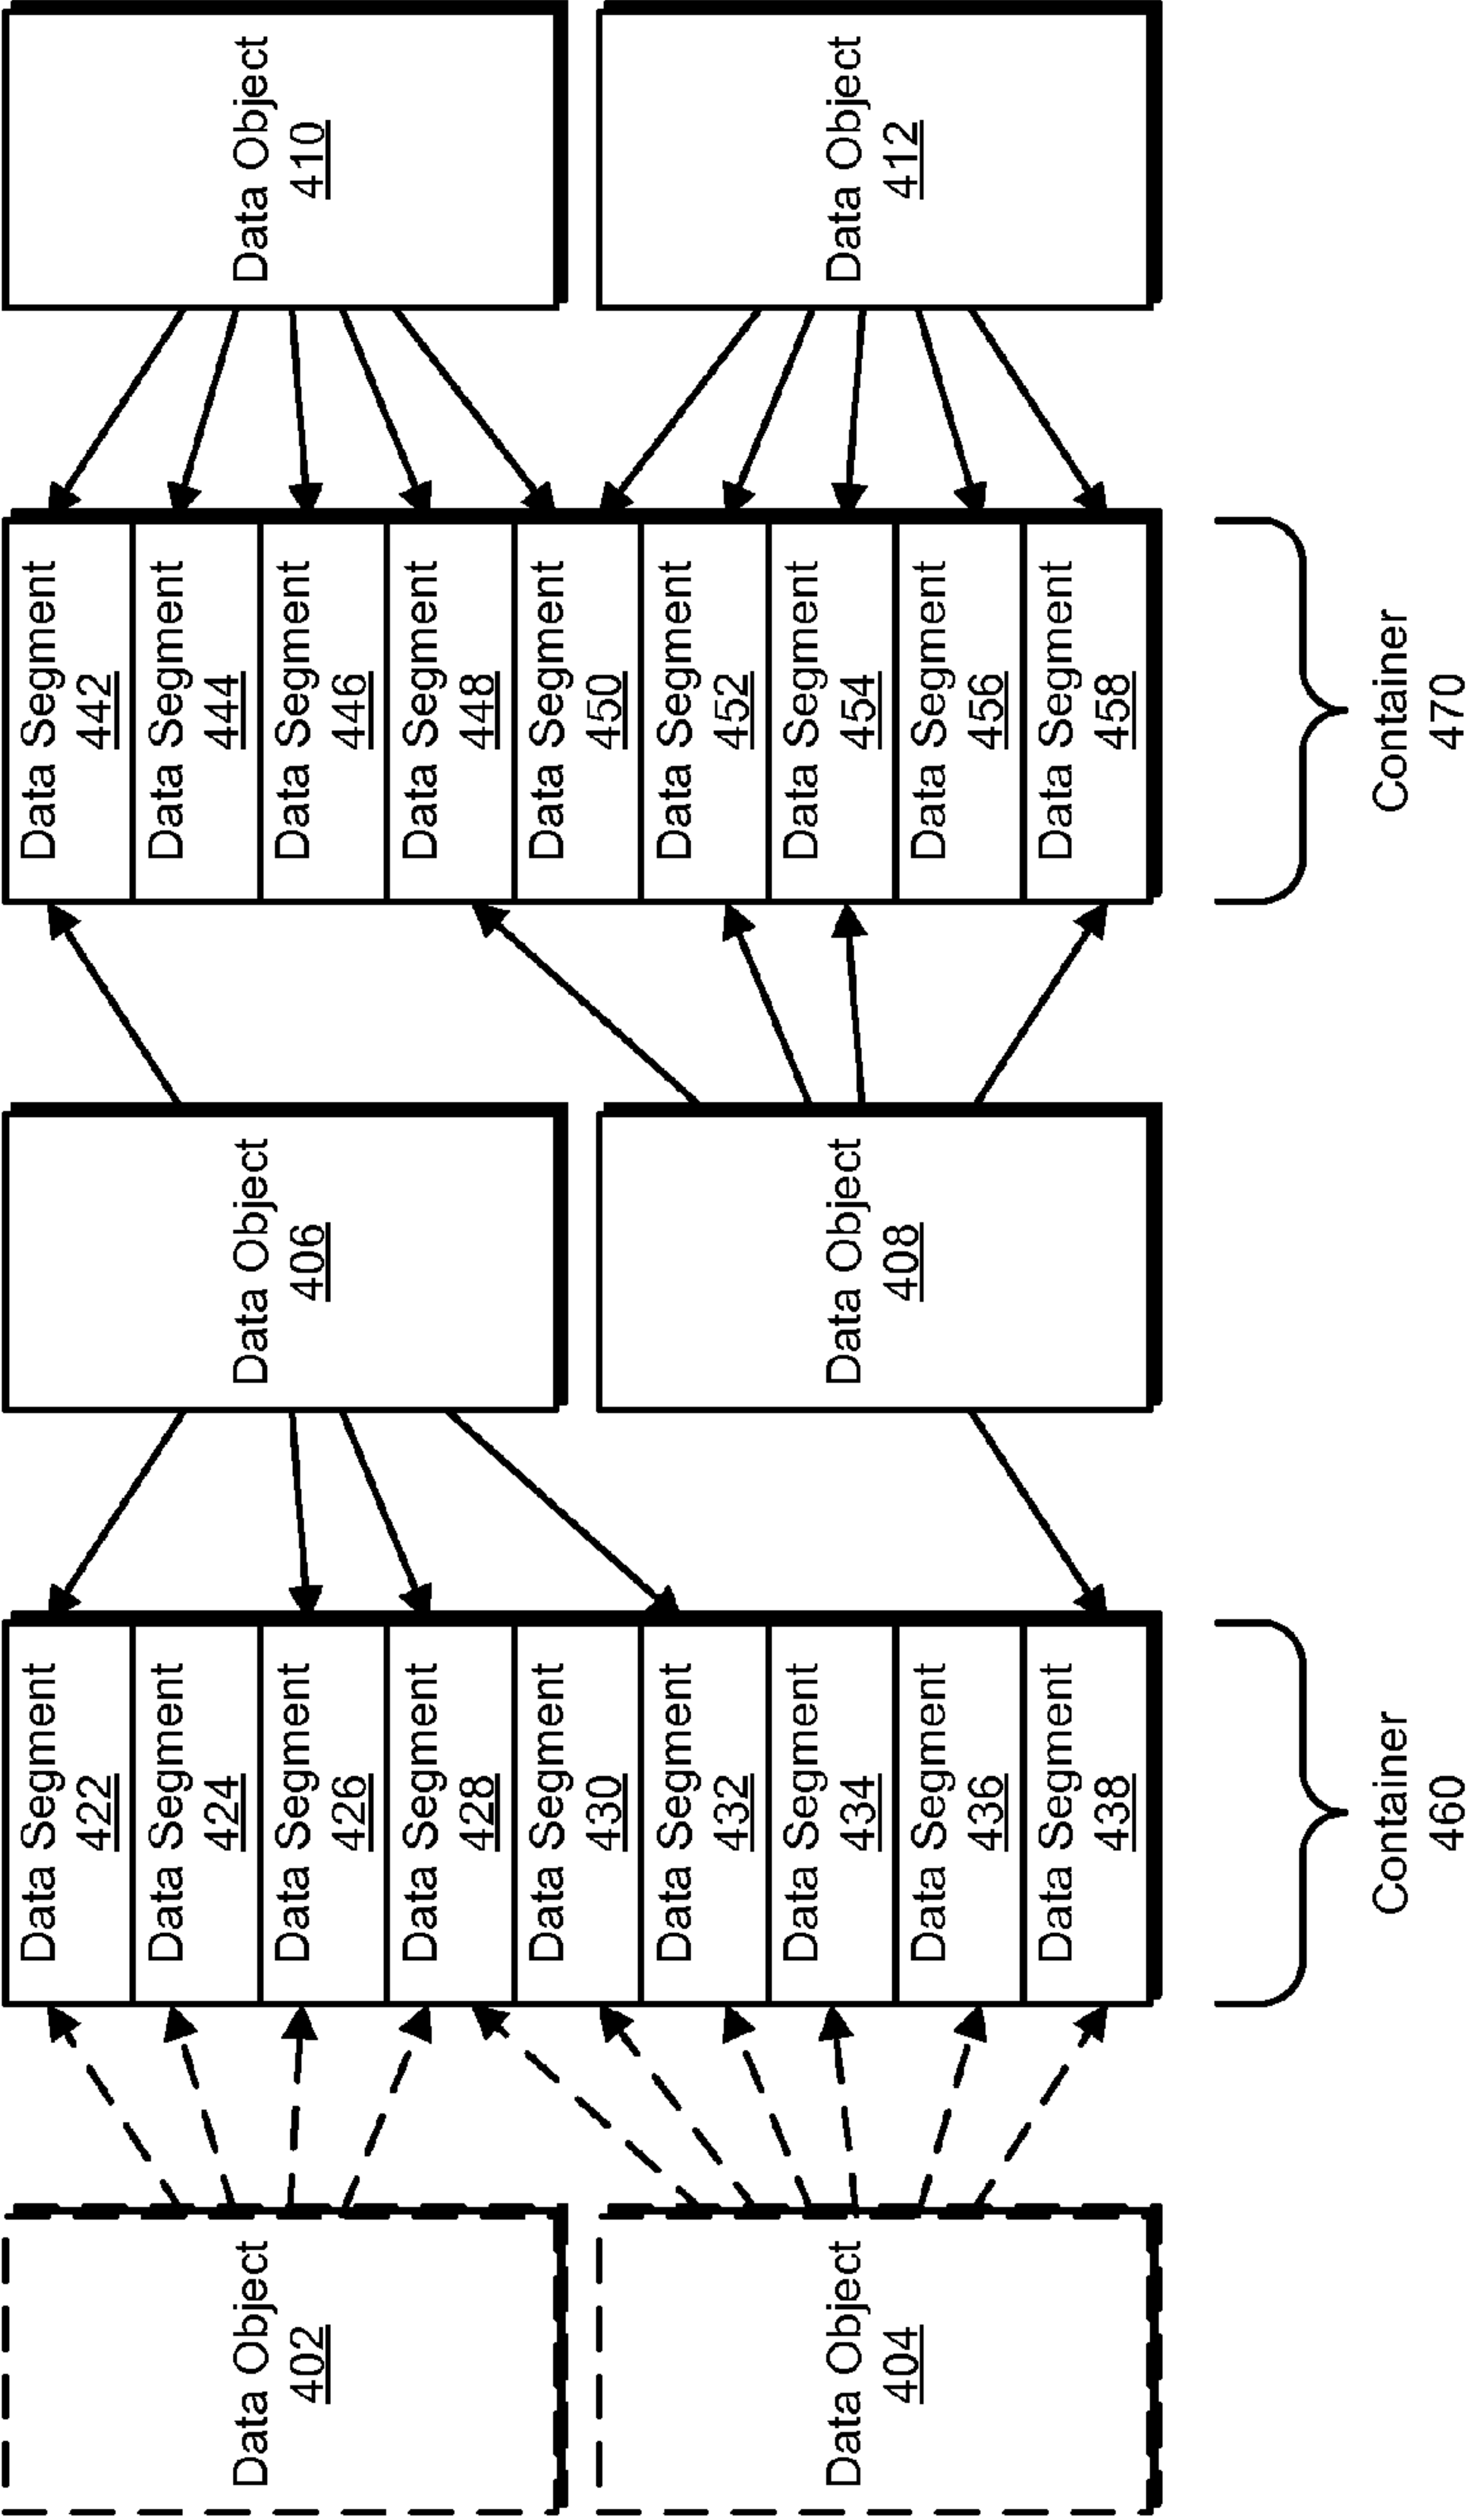 Data Object
402
Data Object
404
Data Segment
422
Data Segment
424
Data Segment
426
Data Segment
428
Data Segment
430
Data Segment
432
Data Segment
434
Data Segment
436
Data Segment
438
Container
460
Data Object
406
Data Object
408
Data Segment
442
Data Segment
444
Data Segment
446
Data Segment
448
Data Segment
450
Data Segment
452
Data Segment
454
Data Segment
456
Data Segment
458
Container
470
Data Object
410
Data Object
412